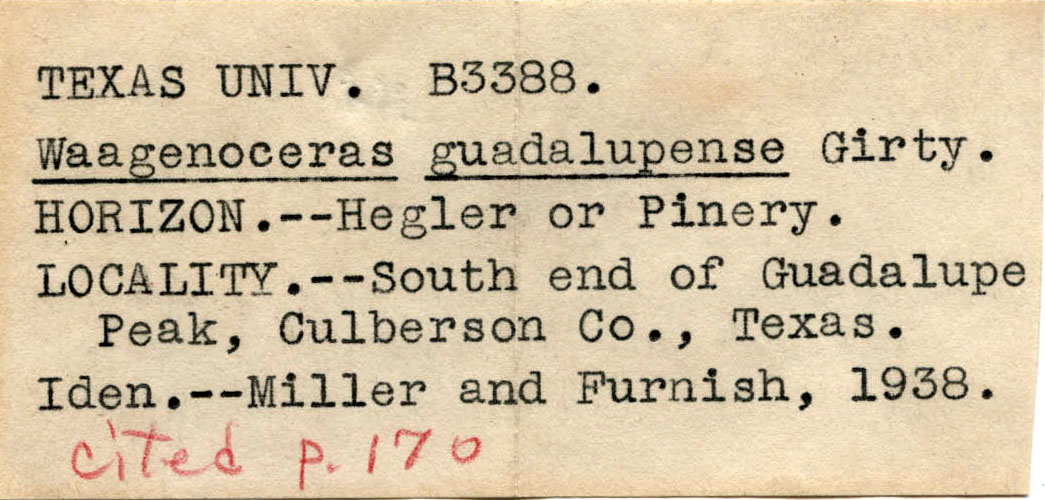 TEXAS UNIV. B3388.
Waagenoceras guadalupense Girty.
HORIZON.--Hegler or Pinery.
LOCALITY.--South end of Guadalupe
Peak, Culberson Co., Texas.
Iden.--Miller and Furnish, 1938.
cited p. 170